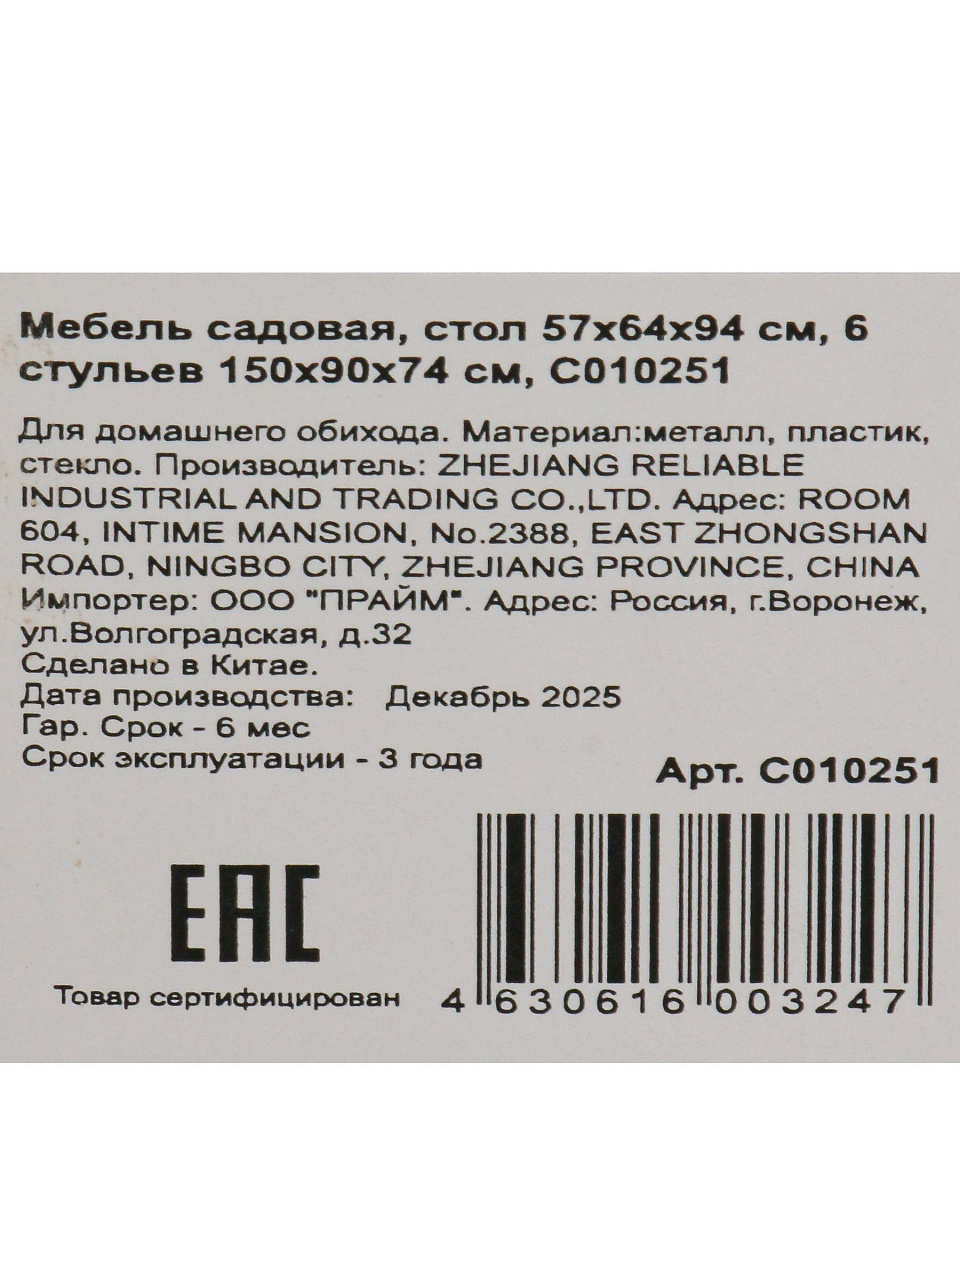 Мебель садовая, стол 57х64х94 см, 6
стульев 150х90х74 см, С010251
Для домашнего обихода. Материал:металл, пластик,
стекло. Производитель: ZHEJIANG RELIABLE
INDUSTRIAL AND TRADING CO.,LTD. Адрес: ROOM
604, INTIME MANSION, No.2388, EAST ZHONGSHAN
ROAD, NINGBO CITY, ZHEJIANG PROVINCE, CHINA
Импортер: ООО "ПРАЙМ". Адрес: Россия, г.Воронеж,
ул.Волгоградская, д.32
Сделано в Китае.
Дата производства: Декабрь 2025
Гар. Срок - 6 мес
Срок эксплуатации - 3 года
Арт. С010251
ЕАС
Товар сертифицирован
4 630616 003247